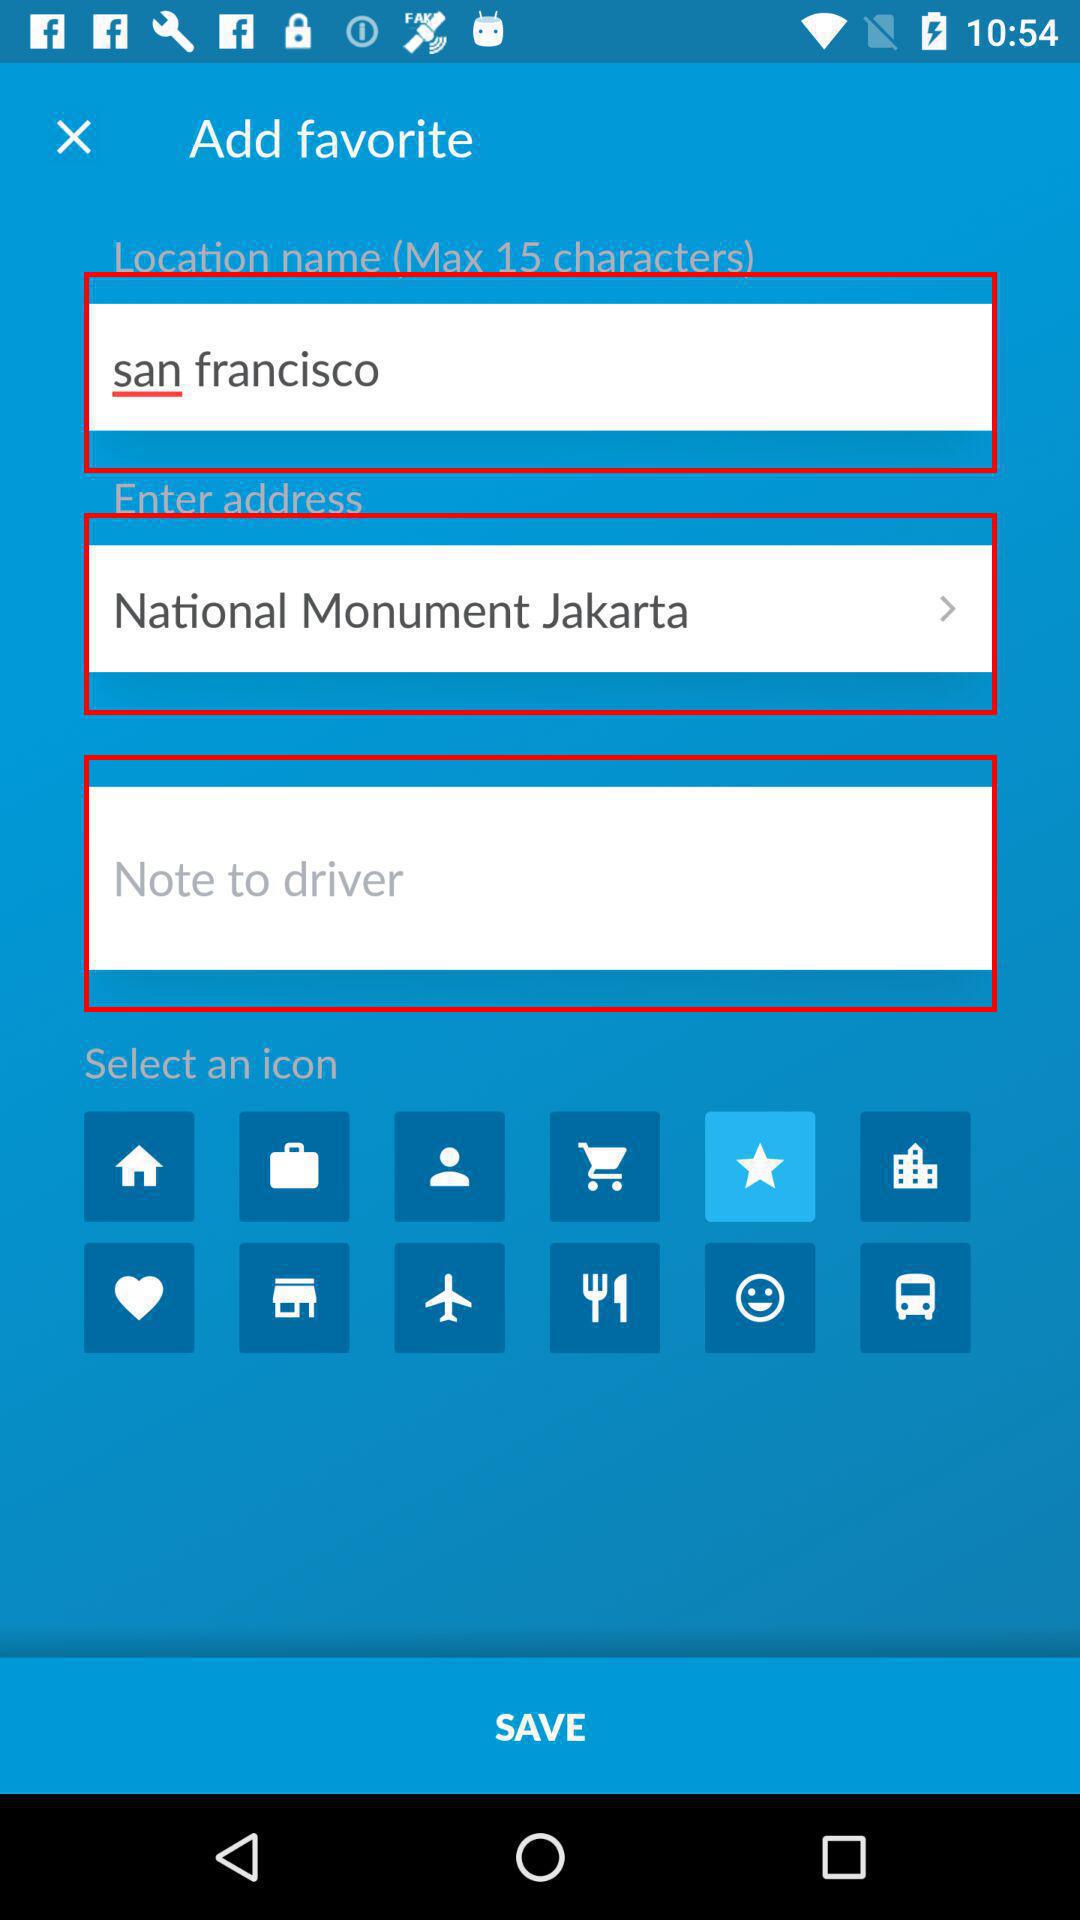 10:54
Add favorite
Location name (Max 15 characters)
san francisco
Enter address
National Monument Jakarta
Note to driver
Select an icon
SAVE